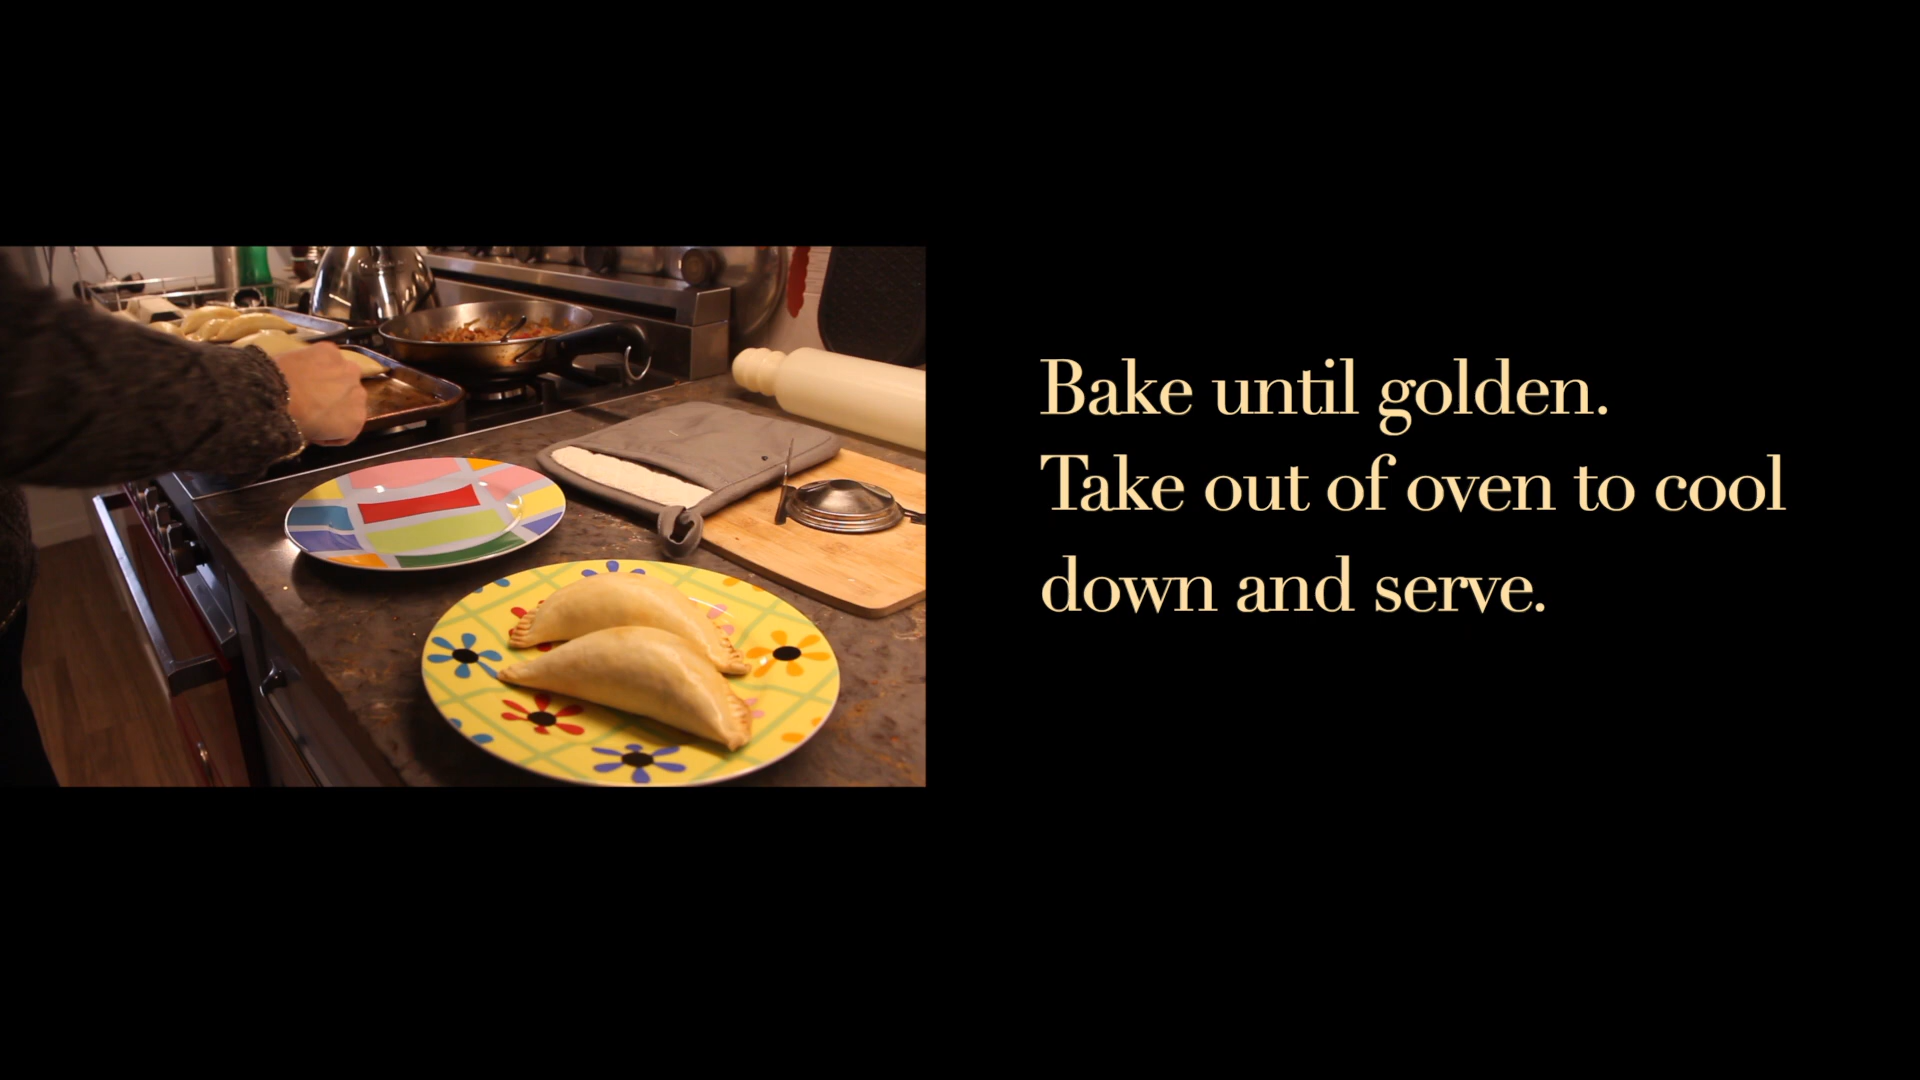 Bake until golden.
Take out of oven to cool
down and serve.